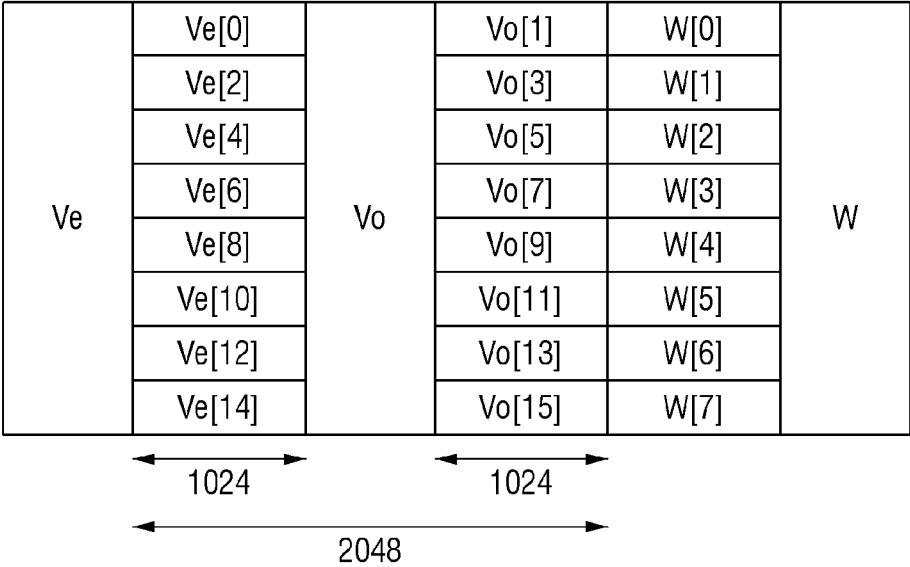 Ve[0] Vo[1] W[0]
Ve[2] Vo[3] W[1]
Ve[4] Vo[5] W[2]
Ve[6] Vo[7] W[3]
Ve Vo W
Ve[8] Vo[9] W[4]
Ve[10] Vo[11] W[5]
Ve[12] Vo[13] W[6]
Ve[14] Vo[15] W[7]
1024 1024
2048